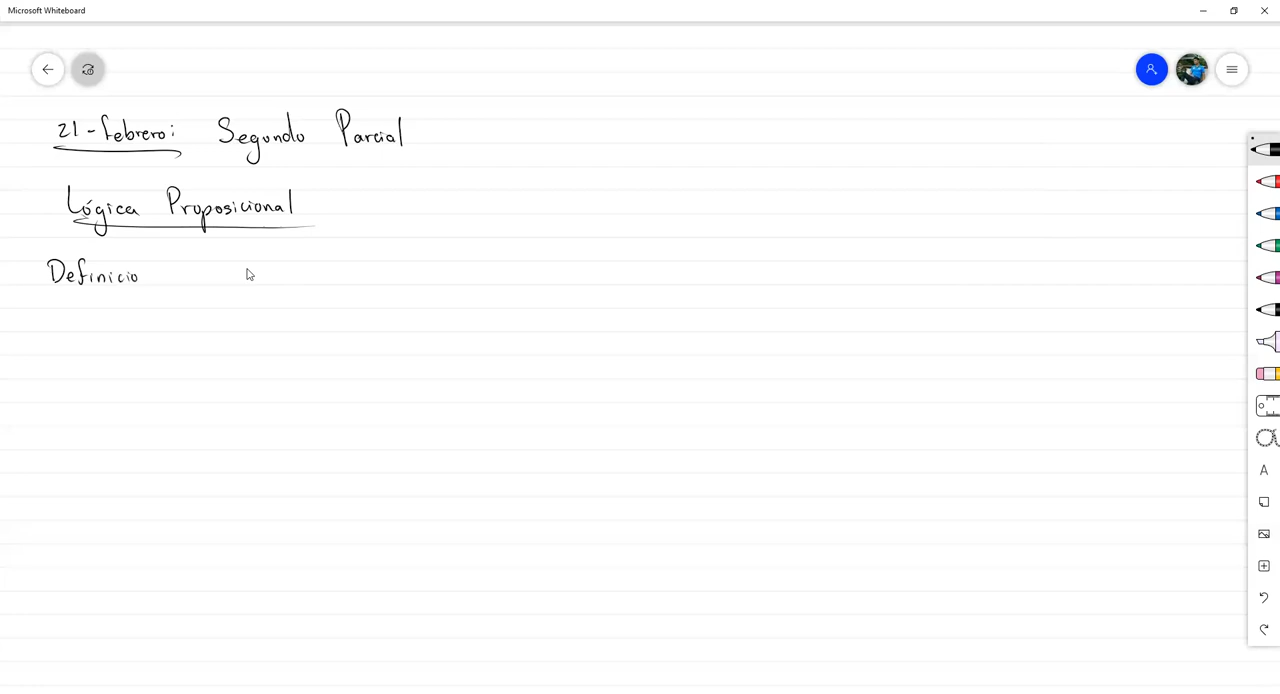 Microsoft Whiteboard
21-febrero: Segundo Parcial
Lógica Proposicional
Definicio
A